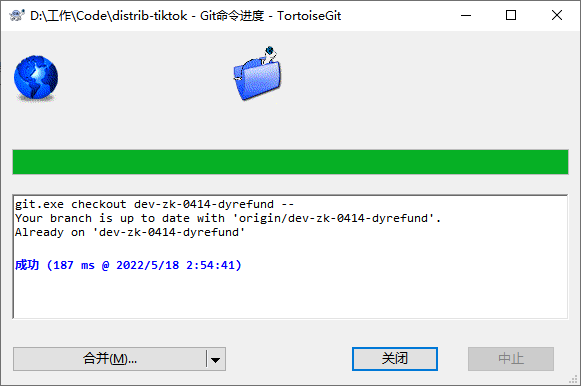 D:\工作\Code\distrib-tiktok - Git命令进度 - TortoiseGit
git.exe checkout dev-zk-0414-dyrefund --
Your branch is up to date with 'origin/dev-zk-0414-dyrefund'.
Already on 'dev-zk-0414-dyrefund'
成功 (187 ms @ 2022/5/18 2:54:41)
合并(M)...
关闭
中止